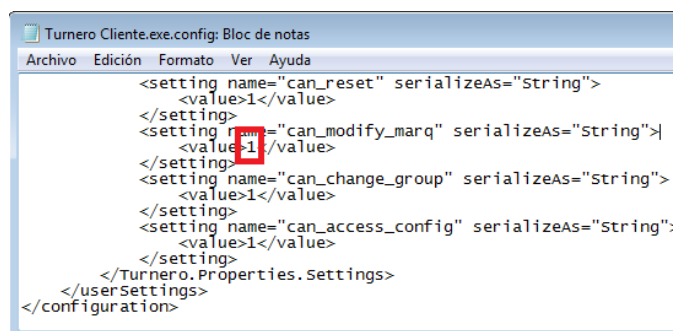 Turnero Cliente.exe.config: Bloc de notas
Archivo Edición Formato Ver Ayuda
<setting name="can_reset" serializeAs="String">
<value>1</value>
</setting>
<setting name="can_modify_marq" serializeAs="String">
<value>1</value>
</setting>
<setting name="can_change_group" serializeAs="String">
<value>1</value>
</setting>
<setting name="can_access_config" serializeAs="String">
<value>1</value>
</setting>
</Turnero.Properties.Settings>
</userSettings>
</configuration>